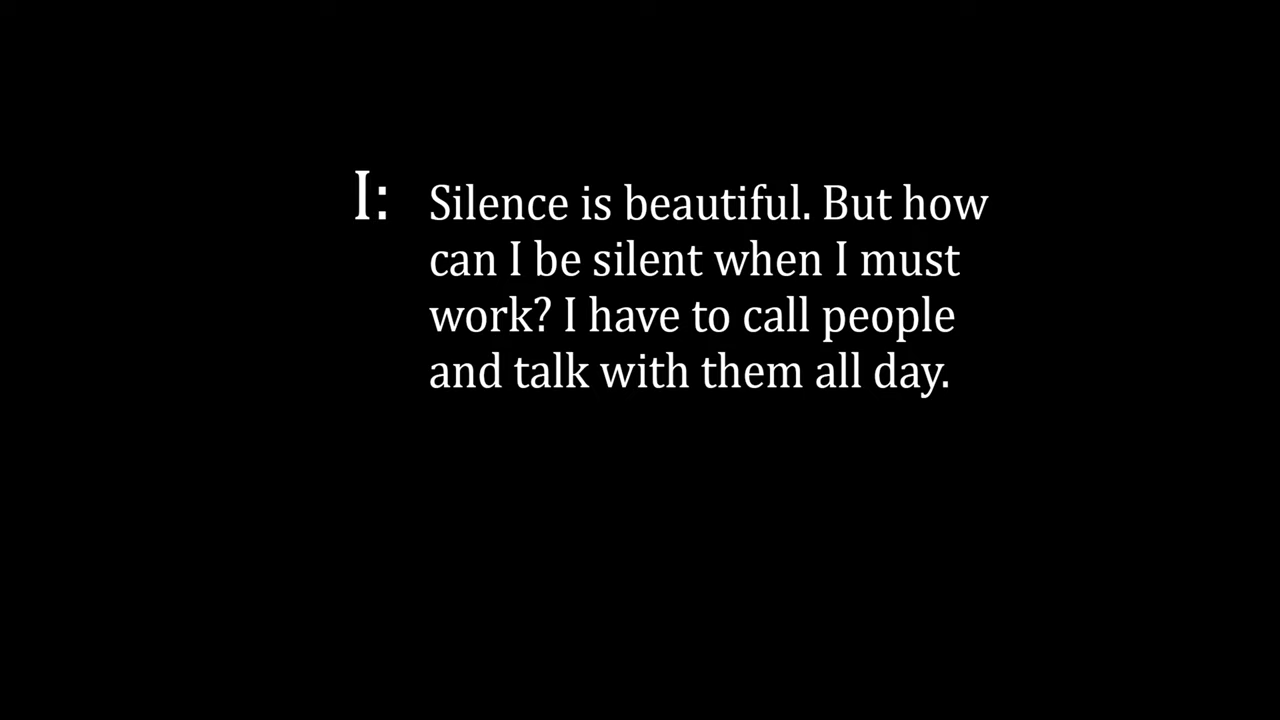 I: Silence is beautiful. But how
can I be silent when I must
work? I have to call people
and talk with them all day.